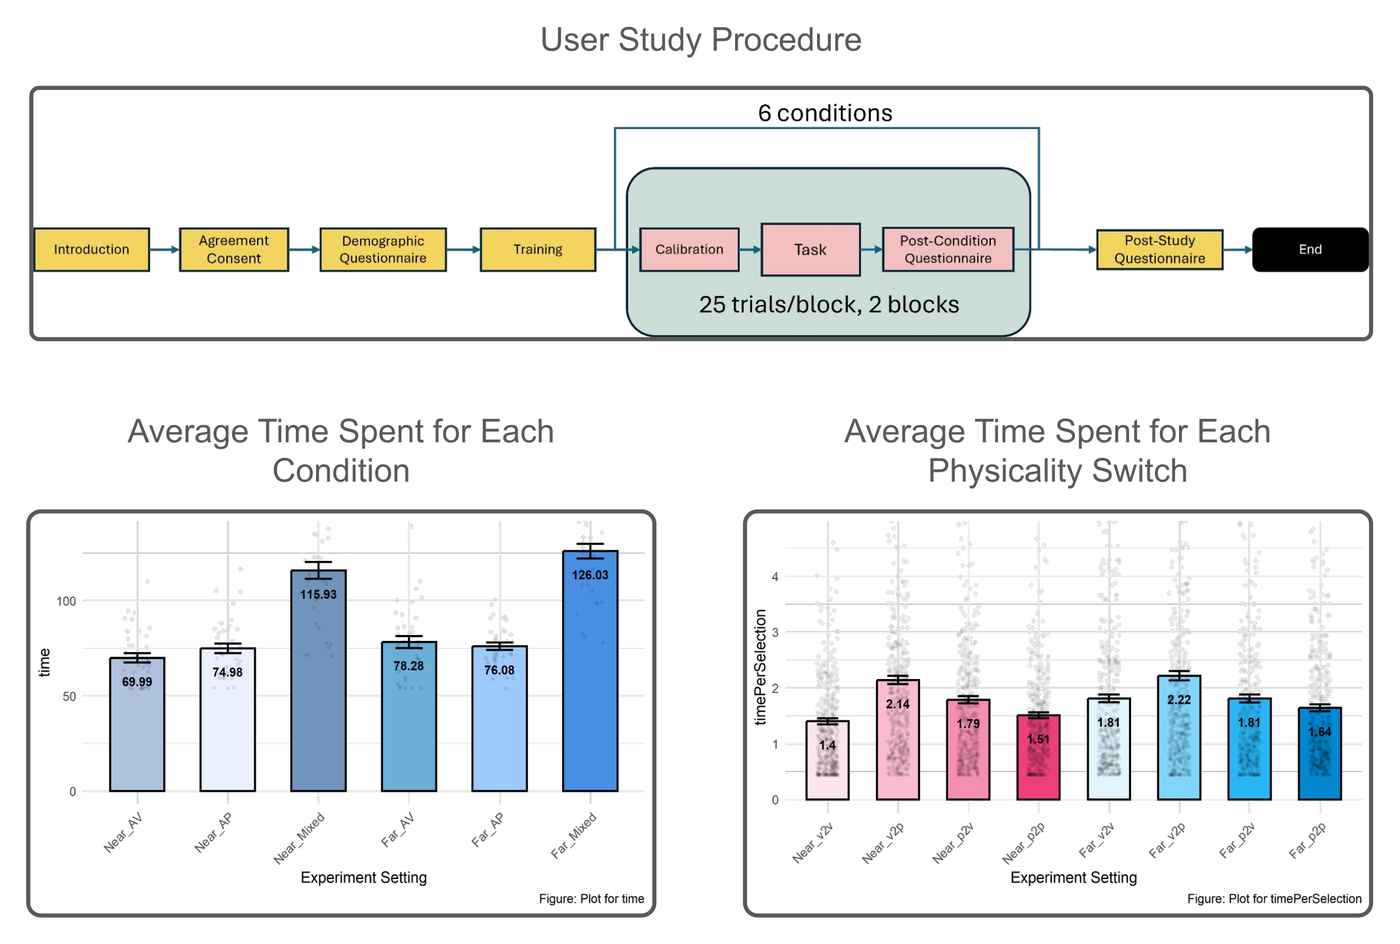 User Study Procedure
6 conditions
Introduction
Agreement
Consent
Demographic
Questionnaire
Training
Calibration
Task
Post-Condition
Questionnaire
Post-Study
Questionnaire
End
25 trials/block, 2 blocks
Average Time Spent for Each
Condition
time
100
50
0
69.99
74.98
115.93
78.28
76.08
126.03
Near_AV
Near_AP
Near_Mixed
Far_AV
Far_AP
Far_Mixed
Experiment Setting
Figure: Plot for time
Average Time Spent for Each
Physicality Switch
timePerSelection
4
3
2
1
0
1.4
2.14
1.79
1.51
1.81
2.22
1.81
1.64
Near_v2v
Near_v2p
Near_p2v
Near_p2p
Far_v2v
Far_v2p
Far_p2v
Far_p2p
Experiment Setting
Figure: Plot for timePerSelection